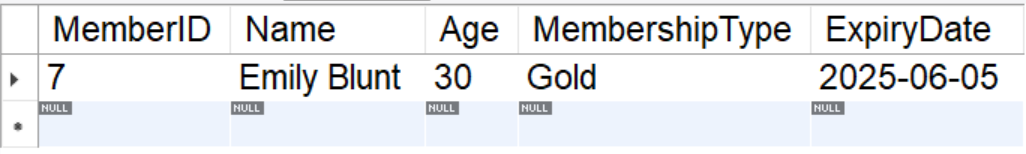 MemberID Name Age MembershipType ExpiryDate
7 Emily Blunt 30 Gold 2025-06-05
NULL NULL NULL NULL NULL